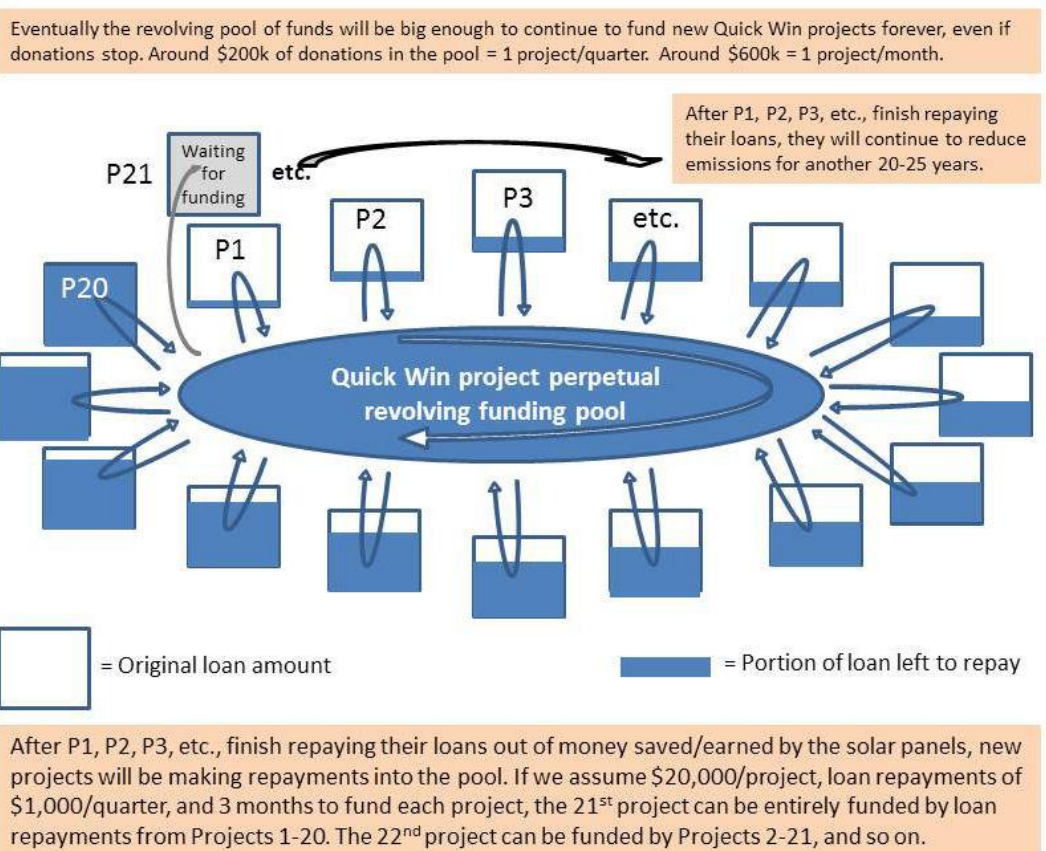 Eventually the revolving pool of funds will be big enough to continue to fund new Quick Win projects forever, even if
donations stop. Around $200k of donations in the pool = 1 project/quarter. Around $600k = 1 project/month.
After P1, P2, P3, etc., finish repaying
their loans, they will continue to reduce
emissions for another 20-25 years.
P21
Waiting
for
funding
etc.
P1
P2
P3
etc.
P20
Quick Win project perpetual
revolving funding pool
= Original loan amount
= Portion of loan left to repay
After P1, P2, P3, etc., finish repaying their loans out of money saved/earned by the solar panels, new
projects will be making repayments into the pool. If we assume $20,000/project, loan repayments of
$1,000/quarter, and 3 months to fund each project, the 21st project can be entirely funded by loan
repayments from Projects 1-20. The 22nd project can be funded by Projects 2-21, and so on.